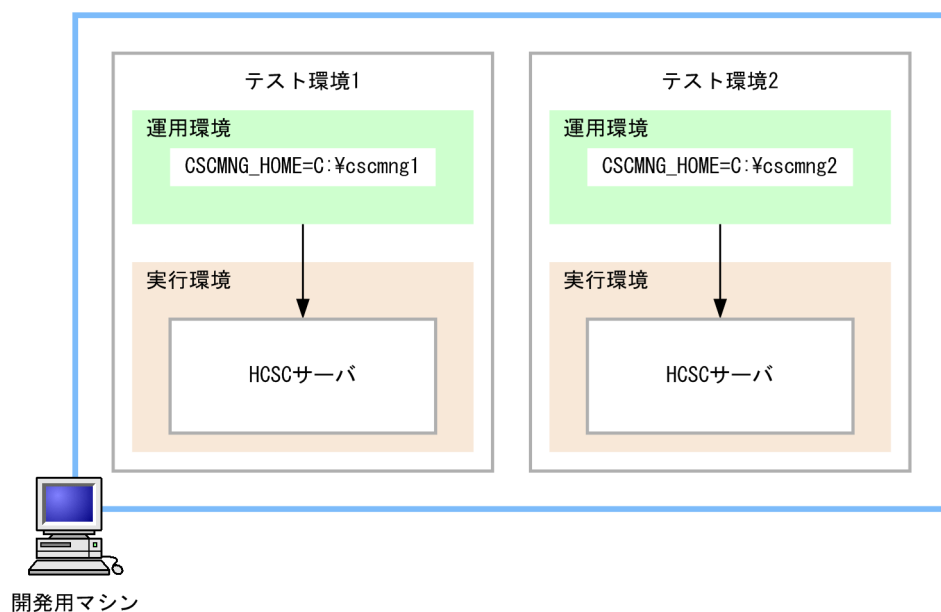 テスト環境1
運用環境
CSCMNG_HOME=C:¥cscmng1
実行環境
HCSCサーバ
テスト環境2
運用環境
CSCMNG_HOME=C:¥cscmng2
実行環境
HCSCサーバ
開発用マシン